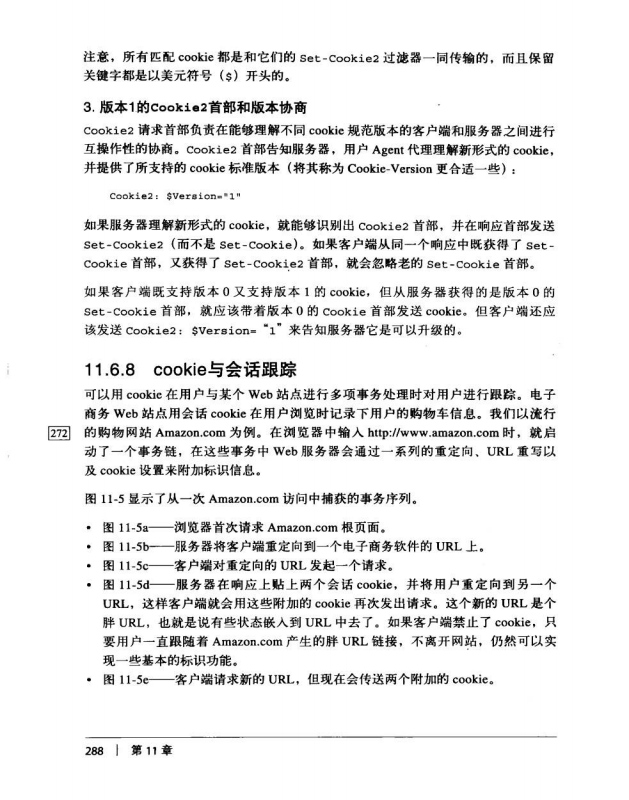 注意，所有匹配 cookie 都是和它们的 Set-Cookie2 过滤器一同传输的，而且保留
关键字都是以美元符号（$）开头的。
3. 版本1的Cookie2首部和版本协商
Cookie2 请求首部负责在能够理解不同 cookie 规范版本的客户端和服务器之间进行
互操作性的协商。Cookie2 首部告知服务器，用户 Agent 代理理解新形式的 cookie，
并提供了所支持的 cookie 标准版本（将其称为 Cookie-Version 更合适一些）：
Cookie2: $Version="1"
如果服务器理解新形式的 cookie，就能够识别出 Cookie2 首部，并在响应首部发送
Set-Cookie2（而不是 Set-Cookie）。如果客户端从同一个响应中既获得了 Set-
Cookie 首部，又获得了 Set-Cookie2 首部，就会忽略老的 Set-Cookie 首部。
如果客户端既支持版本 0 又支持版本 1 的 cookie，但从服务器获得的是版本 0 的
Set-Cookie 首部，就应该带着版本 0 的 Cookie 首部发送 cookie。但客户端还应
该发送 Cookie2: $Version= “1” 来告知服务器它是可以升级的。
11.6.8 cookie与会话跟踪
可以用 cookie 在用户与某个 Web 站点进行多项事务处理时对用户进行跟踪。电子
商务 Web 站点用会话 cookie 在用户浏览时记录下用户的购物车信息。我们以流行
272 的购物网站 Amazon.com 为例。在浏览器中输入 http://www.amazon.com 时，就启
动了一个事务链，在这些事务中 Web 服务器会通过一系列的重定向、URL 重写以
及 cookie 设置来附加标识信息。
图 11-5 显示了从一次 Amazon.com 访问中捕获的事务序列。
• 图 11-5a——浏览器首次请求 Amazon.com 根页面。
• 图 11-5b——服务器将客户端重定向到一个电子商务软件的 URL 上。
• 图 11-5c——客户端对重定向的 URL 发起一个请求。
• 图 11-5d——服务器在响应上贴上两个会话 cookie，并将用户重定向到另一个
URL，这样客户端就会用这些附加的 cookie 再次发出请求。这个新的 URL 是个
胖 URL，也就是说有些状态嵌入到 URL 中去了。如果客户端禁止了 cookie，只
要用户一直跟随着 Amazon.com 产生的胖 URL 链接，不离开网站，仍然可以实
现一些基本的标识功能。
• 图 11-5e——客户端请求新的 URL，但现在会传送两个附加的 cookie。
288 | 第 11 章